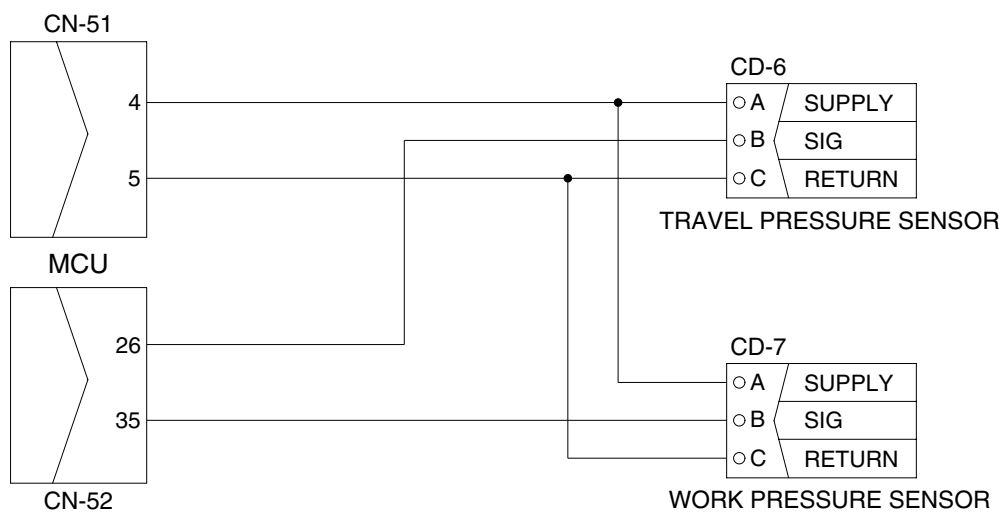 CN-51
4
5
MCU
26
35
CN-52
CD-6
A SUPPLY
B SIG
C RETURN
TRAVEL PRESSURE SENSOR
CD-7
A SUPPLY
B SIG
C RETURN
WORK PRESSURE SENSOR